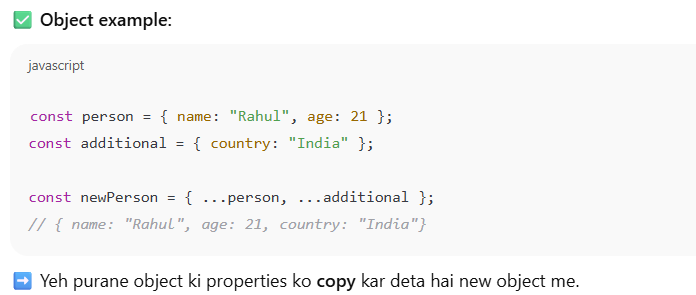 ✅ Object example:
javascript
const person = { name: "Rahul", age: 21 };
const additional = { country: "India" };
const newPerson = { ...person, ...additional };
// { name: "Rahul", age: 21, country: "India"}
➡️ Yeh purane object ki properties ko copy kar deta hai new object me.